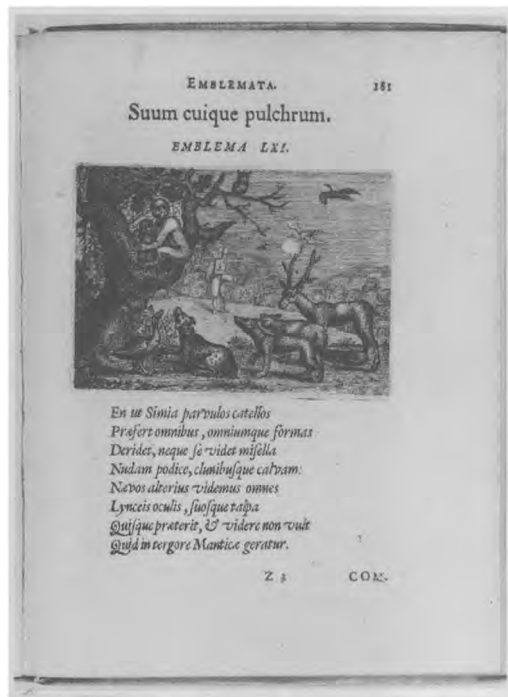 EMBLEMATA. 181
Suum cuique pulchrum.
EMBLEMA LXI.
En ut Simia parvulos catellos
Præfert omnibus, omniumque formas
Deridet, neque se videt misella
Nudam podice, clunibusque calvam:
Nævos alterius videmus omnes
Lynceis oculis, suosque talpa
Quisque præterit, & videre non vult
Quid in tergore Manticæ geratur.
Z 3 COM-